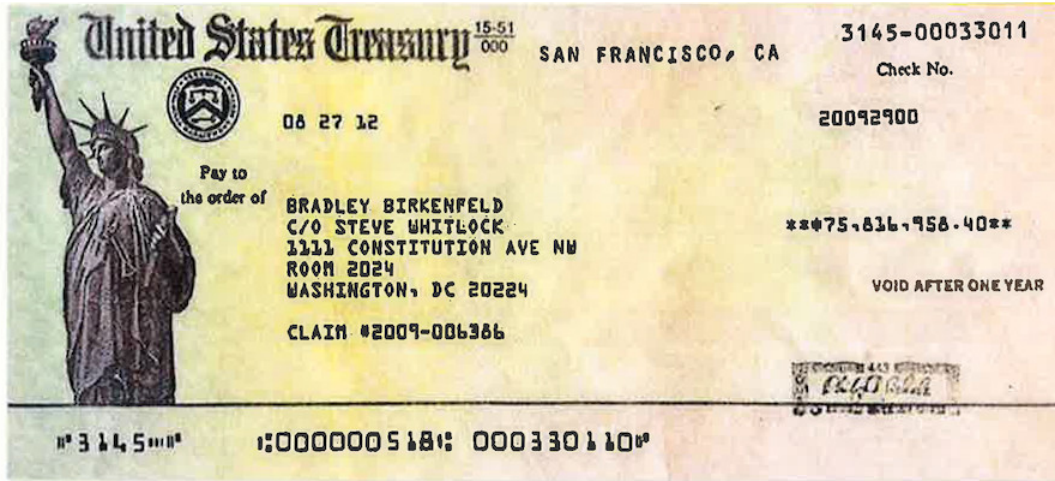 United States Treasury 15-51
000
SAN FRANCISCO, CA
3145-00033011
Check No.
08 27 12
20092900
Pay to
the order of
BRADLEY BIRKENFELD
C/O STEVE WHITLOCK
1111 CONSTITUTION AVE NW
ROOM 2024
WASHINGTON, DC 20224
**$75,816,958.40**
VOID AFTER ONE YEAR
CLAIM #2009-006386
443
⑈3145⑈⑈ ⑆000000518⑆ 000330110⑈